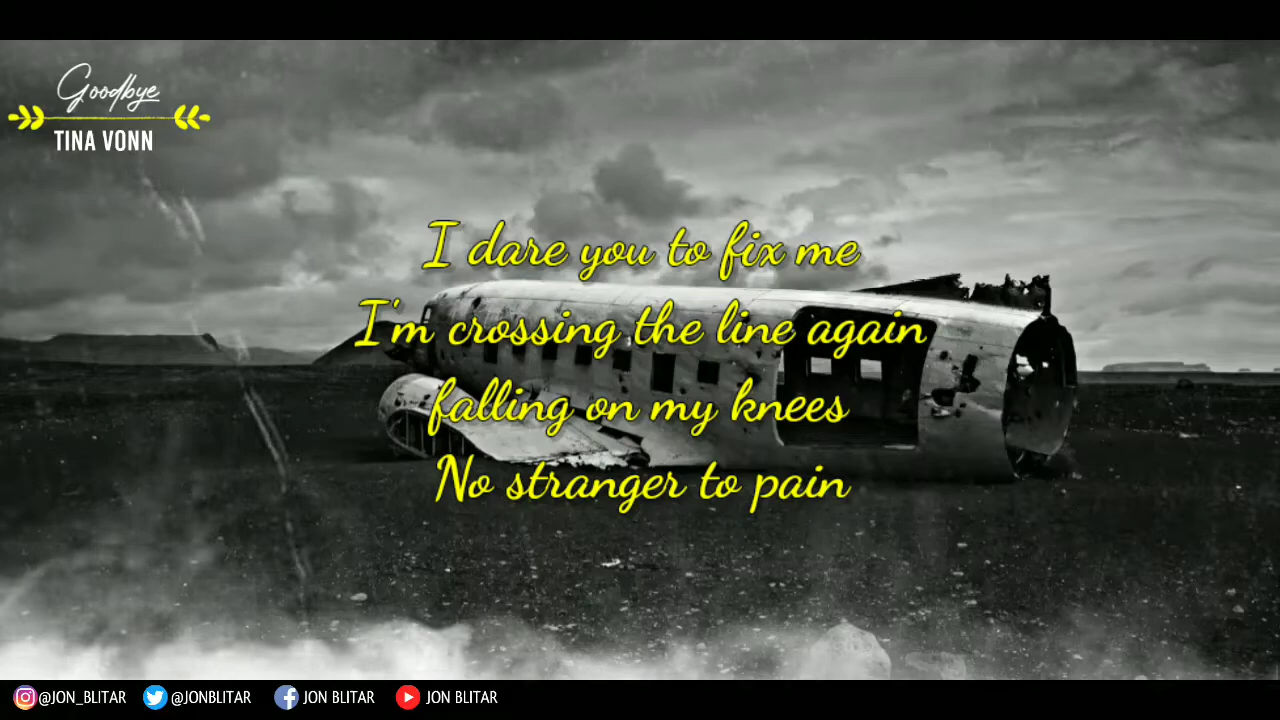 Goodbye
TINA VONN
I dare you to fix me
I'm crossing the line again
falling on my knees
No stranger to pain
@JON_BLITAR @JONBLITAR JON BLITAR JON BLITAR